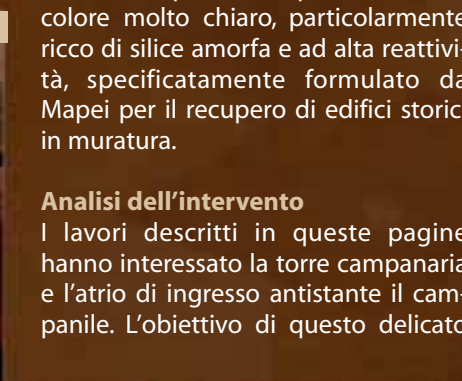 colore molto chiaro, particolarmente
ricco di silice amorfa e ad alta reattivi-
tà, specificatamente formulato da
Mapei per il recupero di edifici storici
in muratura.
Analisi dell'intervento
I lavori descritti in queste pagine
hanno interessato la torre campanaria
e l'atrio di ingresso antistante il cam-
panile. L'obiettivo di questo delicato